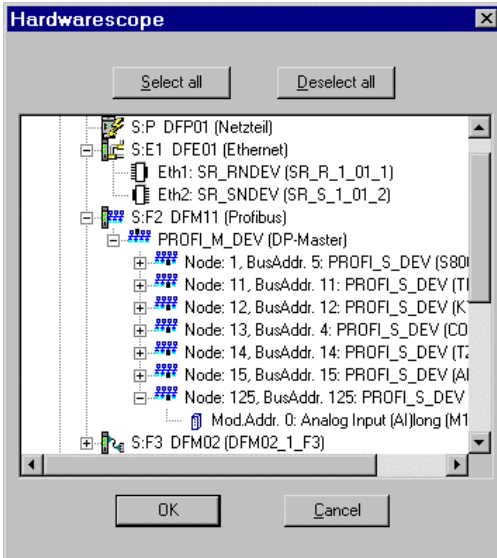 Hardwarescope
Select all
Deselect all
S:P DFP01 (Netzteil)
S:E1 DFE01 (Ethernet)
Eth1: SR_RNDEV (SR_R_1_01_1)
Eth2: SR_SNDEV (SR_S_1_01_2)
S:F2 DFM11 (Profibus)
PROFI_M_DEV (DP-Master)
Node: 1, BusAddr. 5: PROFI_S_DEV (S80
Node: 11, BusAddr. 11: PROFI_S_DEV (
Node: 12, BusAddr. 12: PROFI_S_DEV (K
Node: 13, BusAddr. 4: PROFI_S_DEV (CO
Node: 14, BusAddr. 14: PROFI_S_DEV (T
Node: 15, BusAddr. 15: PROFI_S_DEV (A
Node: 125, BusAddr. 125: PROFI_S_DEV
Mod.Addr. 0: Analog Input (AI)long (M1
S:F3 DFM02 (DFM02_1_F3)
OK
Cancel